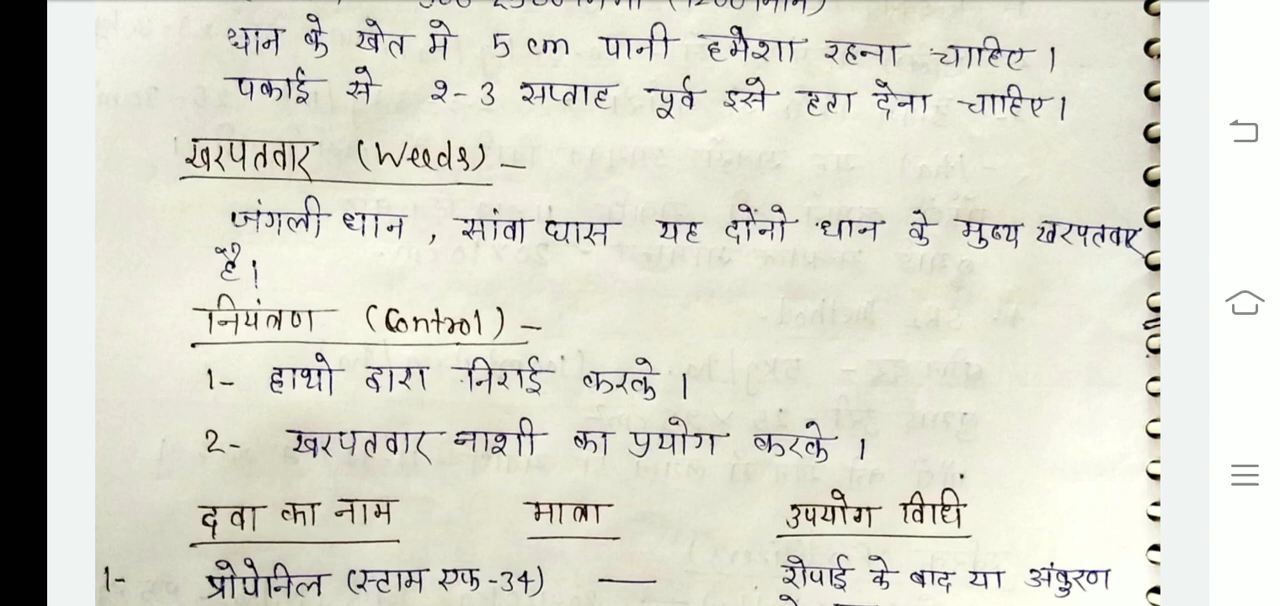 धान के खेत मे 5 cm पानी हमेशा रहना चाहिए।
पकाई से 2-3 सप्ताह पूर्व इसे हटा देना चाहिए।
खरपतवार (Weeds) -
जंगली धान, सांवा घास यह दोंनो धान के मुख्य खरपतवार
है।
नियंत्रण (Control) -
1- हाथो द्वारा निराई करके।
2- खरपतवार नाशी का प्रयोग करके।
दवा का नाम मात्रा उपयोग विधि
1- प्रोपेनिल (स्टाम एफ-34) — रोपाई के बाद या अंकुरण